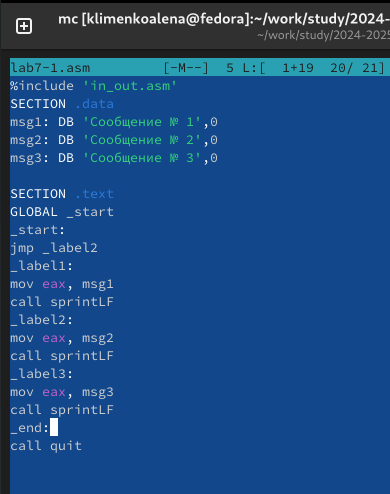 mc [klimenkoalena@fedora]:~/work/study/2024-
~/work/study/2024-2025
lab7-1.asm [-M--] 5 L:[ 1+19 20/ 21]
%include 'in_out.asm'
SECTION .data
msg1: DB 'Сообщение № 1',0
msg2: DB 'Сообщение № 2',0
msg3: DB 'Сообщение № 3',0

SECTION .text
GLOBAL _start
_start:
jmp _label2
_label1:
mov eax, msg1
call sprintLF
_label2:
mov eax, msg2
call sprintLF
_label3:
mov eax, msg3
call sprintLF
_end:
call quit